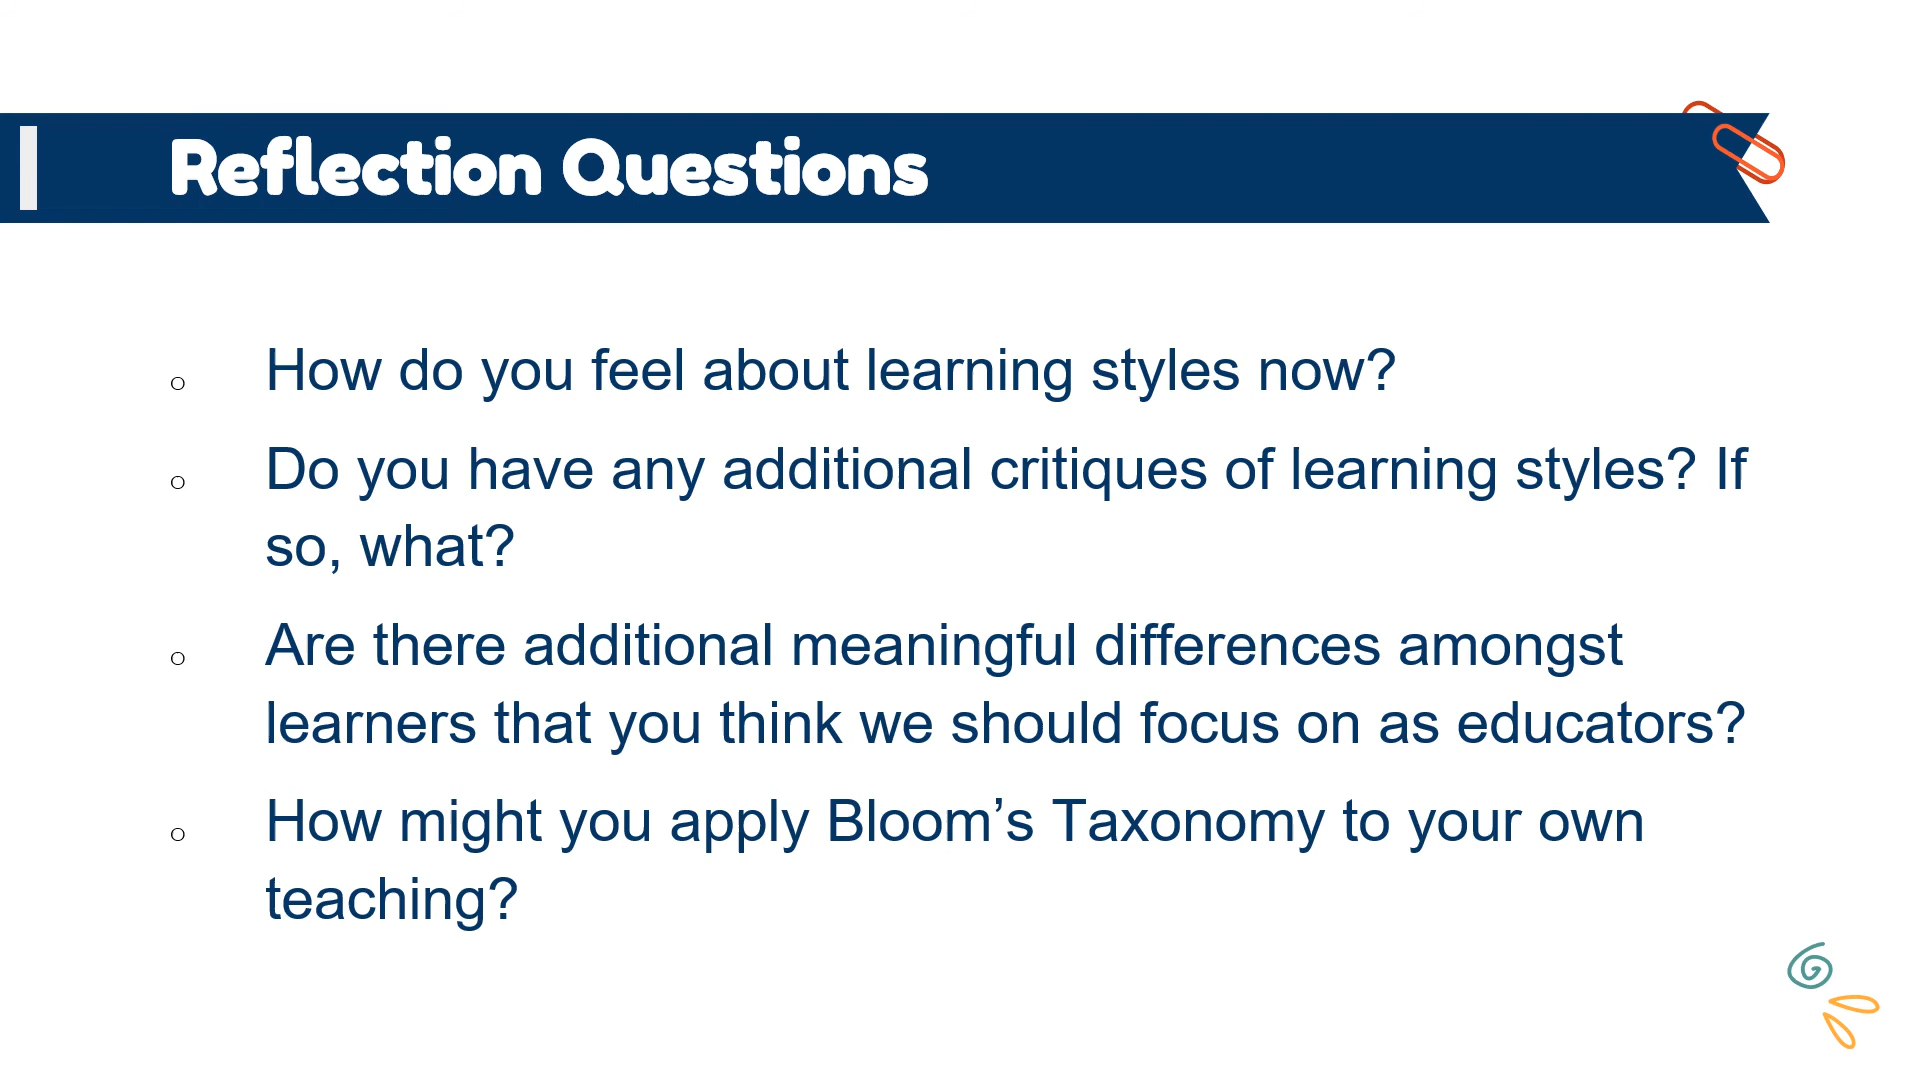 Reflection Questions
How do you feel about learning styles now?
Do you have any additional critiques of learning styles? If
so, what?
Are there additional meaningful differences amongst
learners that you think we should focus on as educators?
How might you apply Bloom’s Taxonomy to your own
teaching?